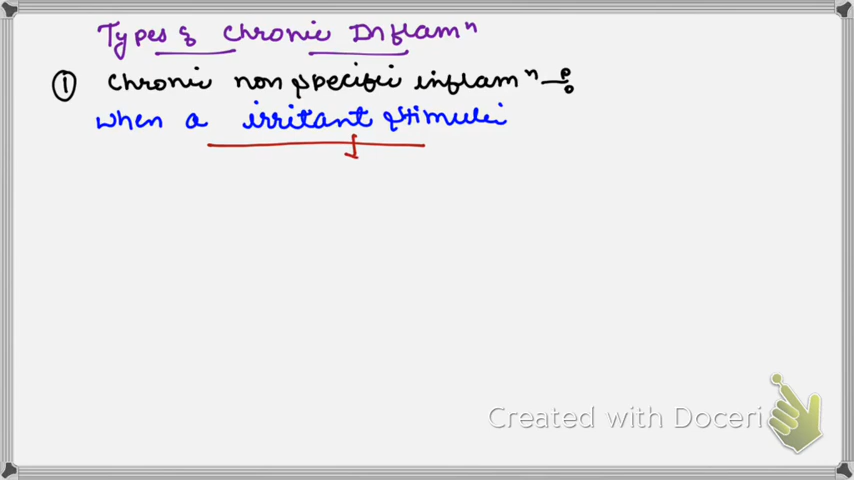 Types of Chronic Inflamⁿ
① Chronic non specific inflamⁿ —
When a irritant stimuli
Created with Doceri